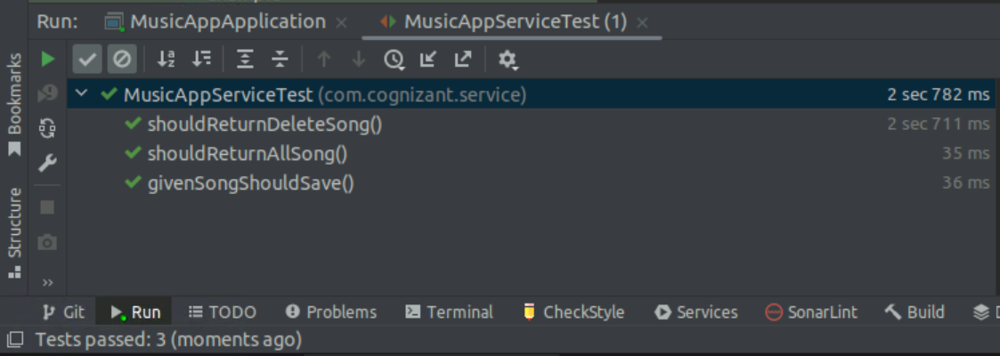 Run: MusicAppApplication × MusicAppServiceTest (1) ×
MusicAppServiceTest (com.cognizant.service) 2 sec 782 ms
shouldReturnDeleteSong() 2 sec 711 ms
shouldReturnAllSong() 35 ms
givenSongShouldSave() 36 ms
Bookmarks
Structure
Git Run TODO Problems Terminal CheckStyle Services SonarLint Build
Tests passed: 3 (moments ago)